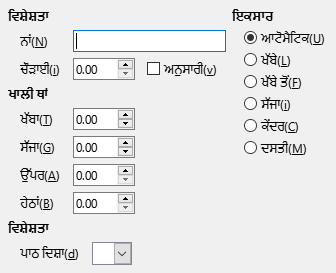 ਵਿਸ਼ੇਸ਼ਤਾ
ਨਾਂ(N)
ਚੌੜਾਈ(i) 0.00 ਅਨੁਸਾਰੀ(v)
ਖਾਲੀ ਥਾਂ
ਖੱਬਾ(T) 0.00
ਸੱਜਾ(G) 0.00
ਉੱਪਰ(A) 0.00
ਹੇਠਾਂ(B) 0.00
ਵਿਸ਼ੇਸ਼ਤਾ
ਪਾਠ ਦਿਸ਼ਾ(d)
ਇਕਸਾਰ
ਆਟੋਮੈਟਿਕ(U)
ਖੱਬੇ(L)
ਖੱਬੇ ਤੋਂ(F)
ਸੱਜਾ(i)
ਕੇਂਦਰ(C)
ਦਸਤੀ(M)